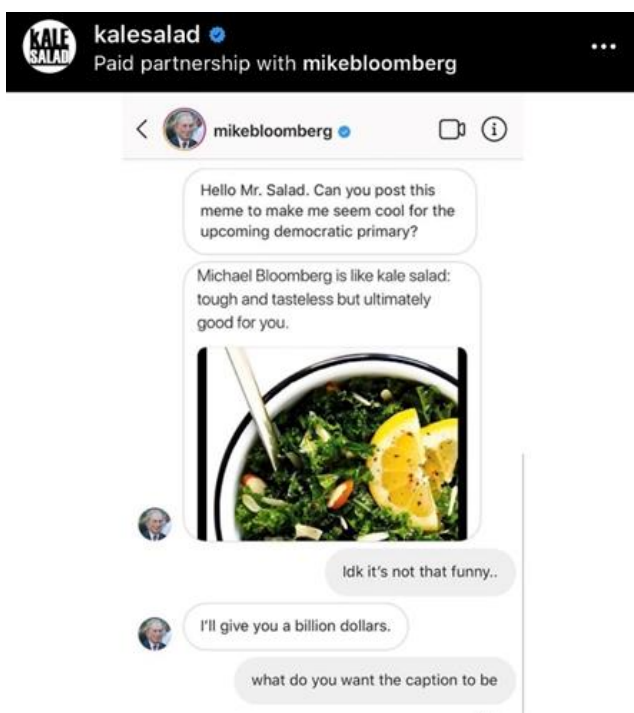 KALE
SALAD
kalesalad
Paid partnership with mikebloomberg
mikebloomberg
Hello Mr. Salad. Can you post this
meme to make me seem cool for the
upcoming democratic primary?
Michael Bloomberg is like kale salad:
tough and tasteless but ultimately
good for you.
Idk it's not that funny..
I'll give you a billion dollars.
what do you want the caption to be